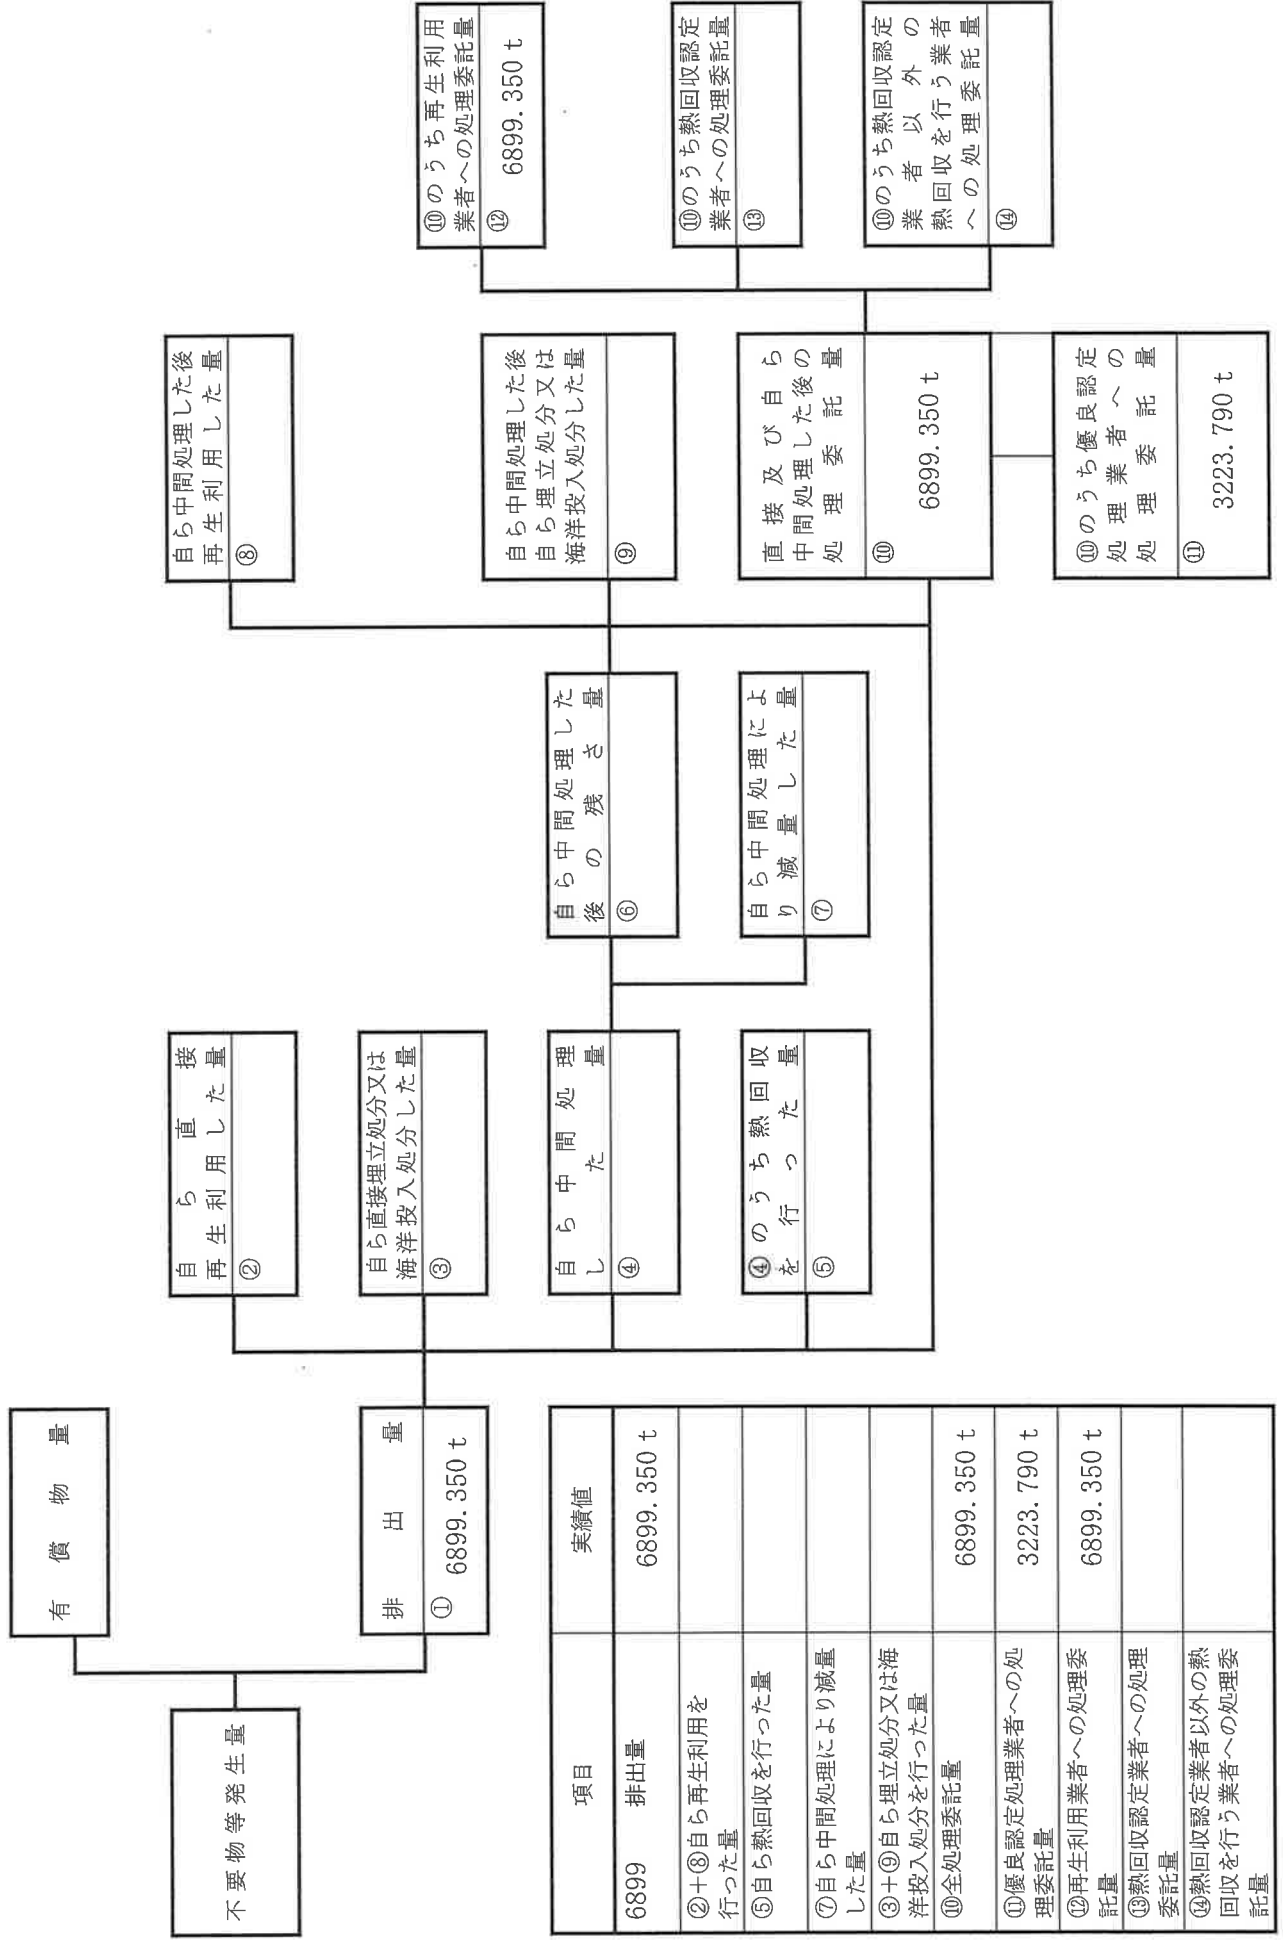 不要物等発生量
有償物量
排出量
① 6899.350 t
自ら直接
再生利用した量
②
自ら直接埋立処分又は
海洋投入処分した量
③
自ら中間処理
した量
④
④のうち熱回収
を行った量
⑤
自ら中間処理した
後の残さ量
⑥
自ら中間処理によ
り減量した量
⑦
自ら中間処理した後
再生利用した量
⑧
自ら中間処理した後
自ら埋立処分又は
海洋投入処分した量
⑨
直接及び自ら
中間処理した後の
処理委託量
⑩ 6899.350 t
⑩のうち優良認定
処理業者への
処理委託量
⑪ 3223.790 t
⑩のうち再生利用
業者への処理委託量
⑫ 6899.350 t
⑩のうち熱回収認定
業者への処理委託量
⑬
⑩のうち熱回収認定
業者以外の
熱回収を行う業者
への処理委託量
⑭
項目 実績値
6899 排出量 6899.350 t
②＋⑧自ら再生利用を
行った量
⑤自ら熱回収を行った量
⑦自ら中間処理により減量
した量
③＋⑨自ら埋立処分又は海
洋投入処分を行った量
⑩全処理委託量 6899.350 t
⑪優良認定処理業者への処
理委託量 3223.790 t
⑫再生利用業者への処理委
託量 6899.350 t
⑬熱回収認定業者への処理
委託量
⑭熱回収認定業者以外の熱
回収を行う業者への処理委
託量